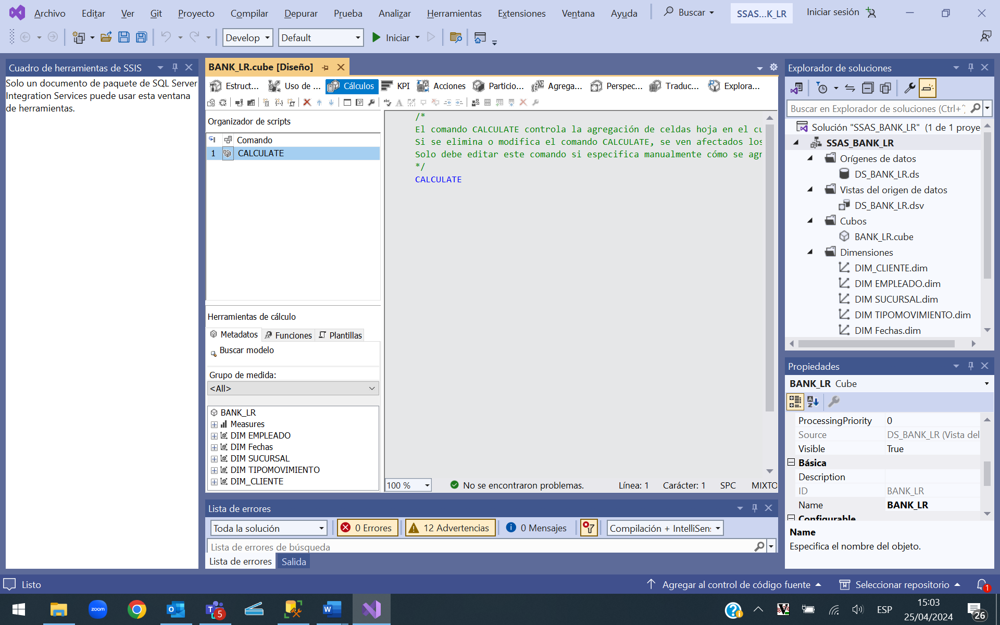 Archivo Editar Ver Git Proyecto Compilar Depurar Prueba Analizar Herramientas Extensiones Ventana Ayuda Buscar SSAS...K_LR Iniciar sesión
Develop Default Iniciar
Cuadro de herramientas de SSIS
Solo un documento de paquete de SQL Server
Integration Services puede usar esta ventana
de herramientas.
BANK_LR.cube [Diseño]
Estruct... Uso de ... Cálculos KPI Acciones Particio... Agrega... Perspec... Traduc... Explora...
Organizador de scripts
Comando
1 CALCULATE
/*
El comando CALCULATE controla la agregación de celdas hoja en el cu
Si se elimina o modifica el comando CALCULATE, se ven afectados los
Solo debe editar este comando si especifica manualmente cómo se agr
*/
CALCULATE
Herramientas de cálculo
Metadatos Funciones Plantillas
Buscar modelo
Grupo de medida:
<All>
BANK_LR
Measures
DIM EMPLEADO
DIM Fechas
DIM SUCURSAL
DIM TIPOMOVIMIENTO
DIM_CLIENTE
100 % No se encontraron problemas. Línea: 1 Carácter: 1 SPC MIXTO
Lista de errores
Toda la solución 0 Errores 12 Advertencias 0 Mensajes Compilación + IntelliSen
Lista de errores de búsqueda
Lista de errores Salida
Explorador de soluciones
Buscar en Explorador de soluciones (Ctrl+
Solución "SSAS_BANK_LR" (1 de 1 proye
SSAS_BANK_LR
Orígenes de datos
DS_BANK_LR.ds
Vistas del origen de datos
DS_BANK_LR.dsv
Cubos
BANK_LR.cube
Dimensiones
DIM_CLIENTE.dim
DIM EMPLEADO.dim
DIM SUCURSAL.dim
DIM TIPOMOVIMIENTO.dim
DIM Fechas.dim
Propiedades
BANK_LR Cube
ProcessingPriority 0
Source DS_BANK_LR (Vista del
Visible True
Básica
Description
ID BANK_LR
Name BANK_LR
Configurable
Name
Especifica el nombre del objeto.
Listo Agregar al control de código fuente Seleccionar repositorio 1
zoom 5 ESP 15:03
25/04/2024 26